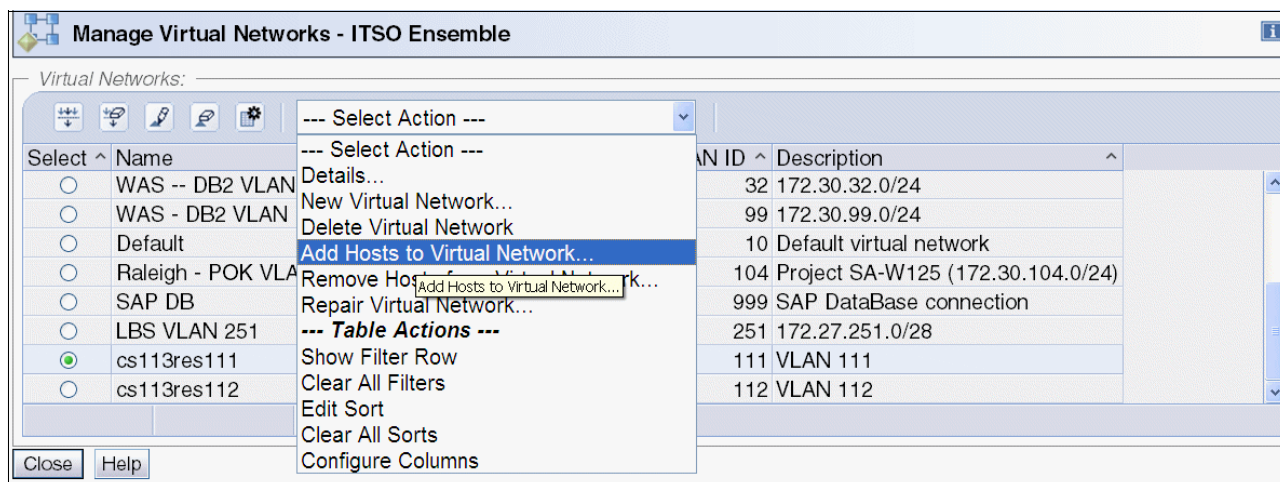 Manage Virtual Networks - ITSO Ensemble
Virtual Networks:
--- Select Action ---
Select Name AN ID Description
--- Select Action ---
Details...
New Virtual Network...
Delete Virtual Network
Add Hosts to Virtual Network...
Remove Hos k...
Add Hosts to Virtual Network...
Repair Virtual Network...
--- Table Actions ---
Show Filter Row
Clear All Filters
Edit Sort
Clear All Sorts
Configure Columns
WAS -- DB2 VLAN 32 172.30.32.0/24
WAS - DB2 VLAN 99 172.30.99.0/24
Default 10 Default virtual network
Raleigh - POK VLA 104 Project SA-W125 (172.30.104.0/24)
SAP DB 999 SAP DataBase connection
LBS VLAN 251 251 172.27.251.0/28
cs113res111 111 VLAN 111
cs113res112 112 VLAN 112
Close Help